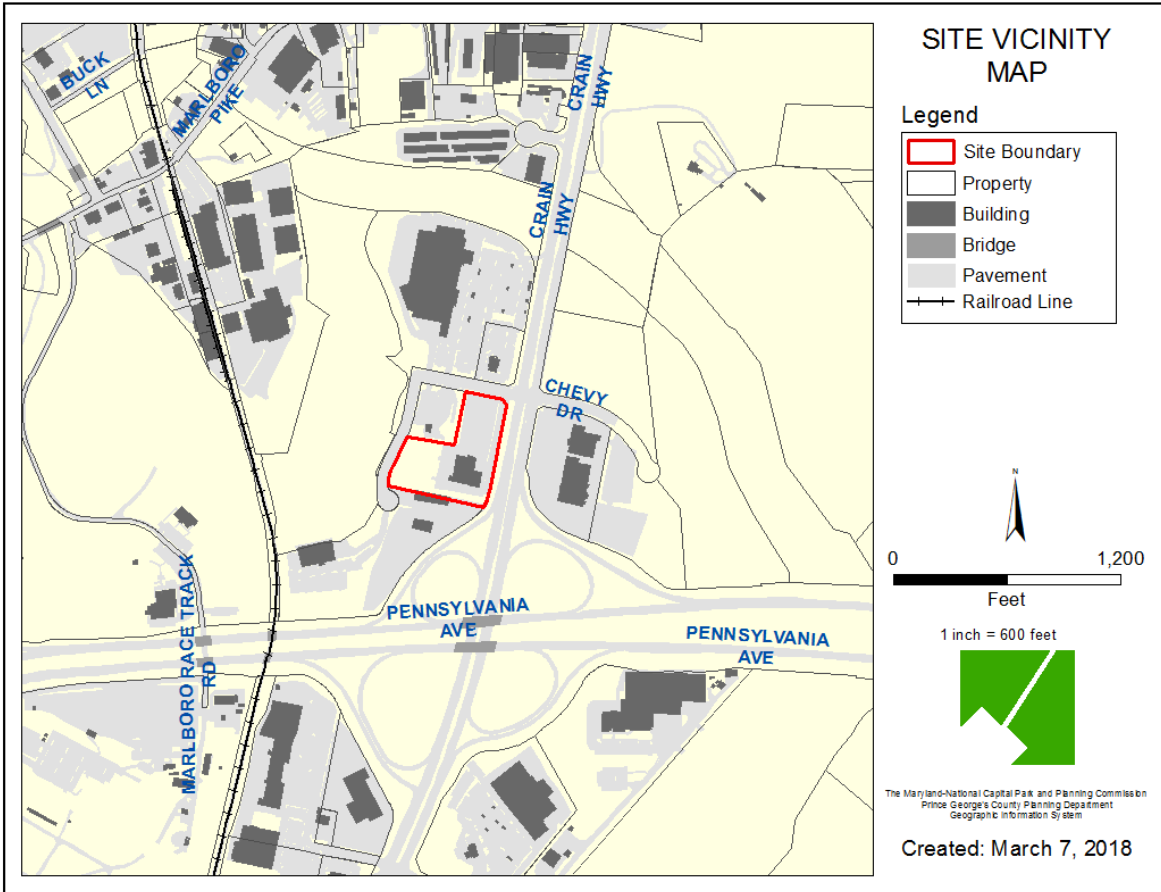 BUCK
LN
MARLBORO
PIKE
CRAIN
HWY
CRAIN
HWY
CHEVY
DR
PENNSYLVANIA
AVE
PENNSYLVANIA
AVE
MARLBORO RACE TRACK
RD
SITE VICINITY
MAP
Legend
Site Boundary
Property
Building
Bridge
Pavement
Railroad Line
N
0 1,200
Feet
1 inch = 600 feet
The Maryland-National Capital Park and Planning Commission
Prince George's County Planning Department
Geographic Information System
Created: March 7, 2018